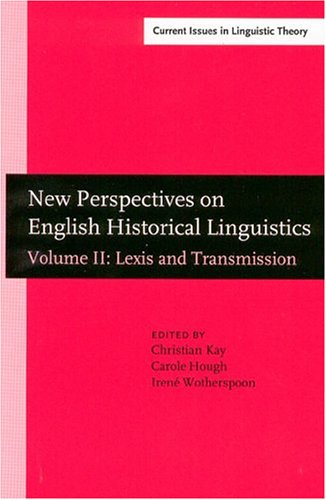 Current Issues in Linguistic Theory
New Perspectives on
English Historical Linguistics
Volume II: Lexis and Transmission
EDITED BY
Christian Kay
Carole Hough
Irené Wotherspoon